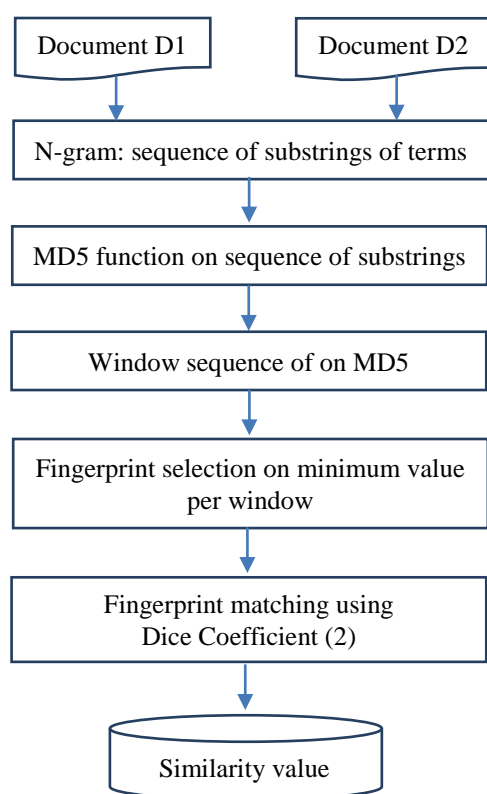 Document D1
Document D2
N-gram: sequence of substrings of terms
MD5 function on sequence of substrings
Window sequence of on MD5
Fingerprint selection on minimum value
per window
Fingerprint matching using
Dice Coefficient (2)
Similarity value